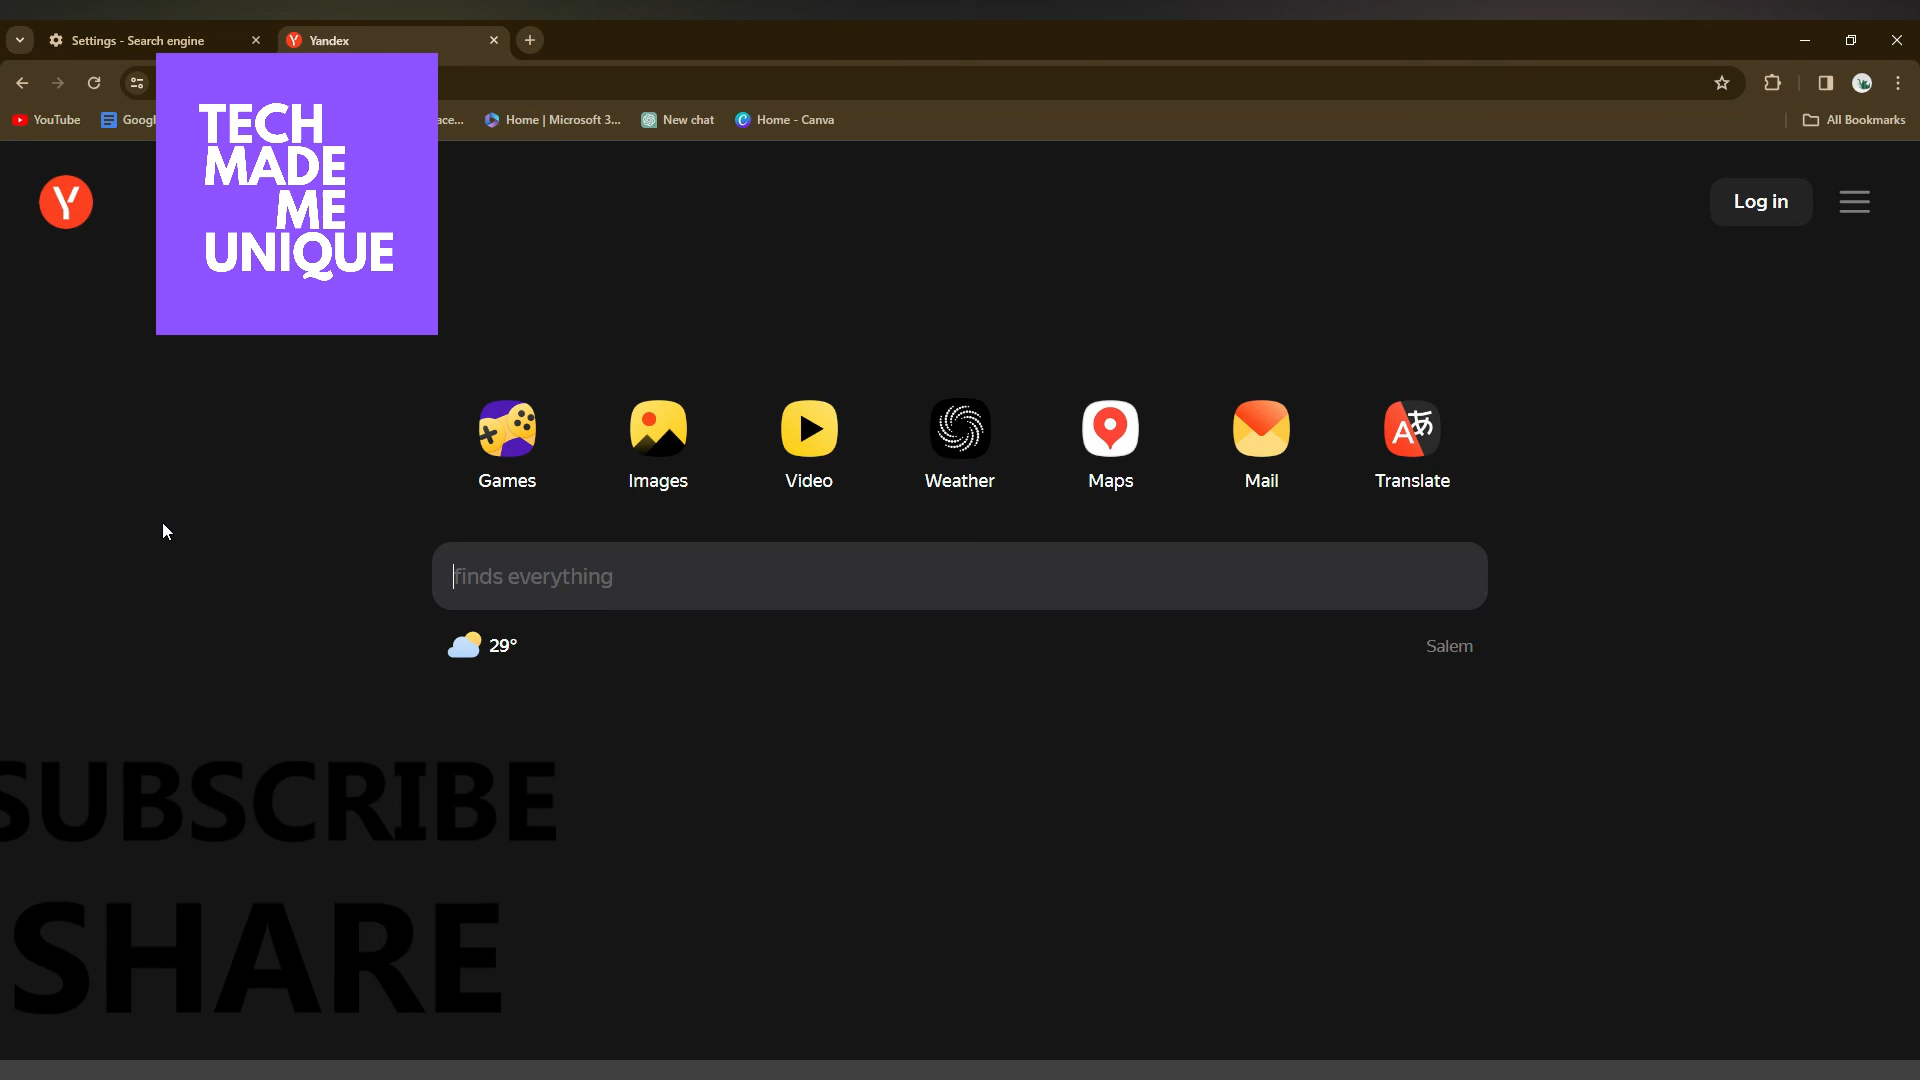 Settings - Search engine
Yandex
YouTube
Googl
ace...
Home | Microsoft 3...
New chat
Home - Canva
All Bookmarks
TECH
MADE
ME
UNIQUE
Y
Log in
Games
Images
Video
Weather
Maps
Mail
Translate
finds everything
29°
Salem
SUBSCRIBE
SHARE